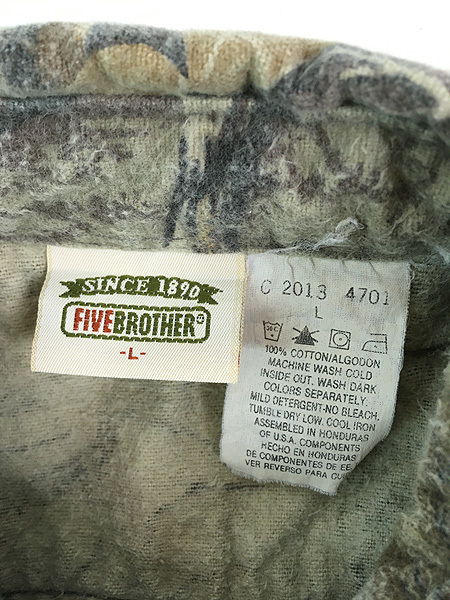 SINCE 1890
FIVEBROTHER®
-L-
C 2013 4701
L
100% COTTON/ALGODON
MACHINE WASH COLD
INSIDE OUT. WASH DARK
COLORS SEPARATELY.
MILD DETERGENT-NO BLEACH.
TUMBLE DRY LOW. COOL IRON
ASSEMBLED IN HONDURAS
OF U.S.A. COMPONENTS
HECHO EN HONDURAS
DE COMPONENTES DE EE.
VER REVERSO PARA CUI